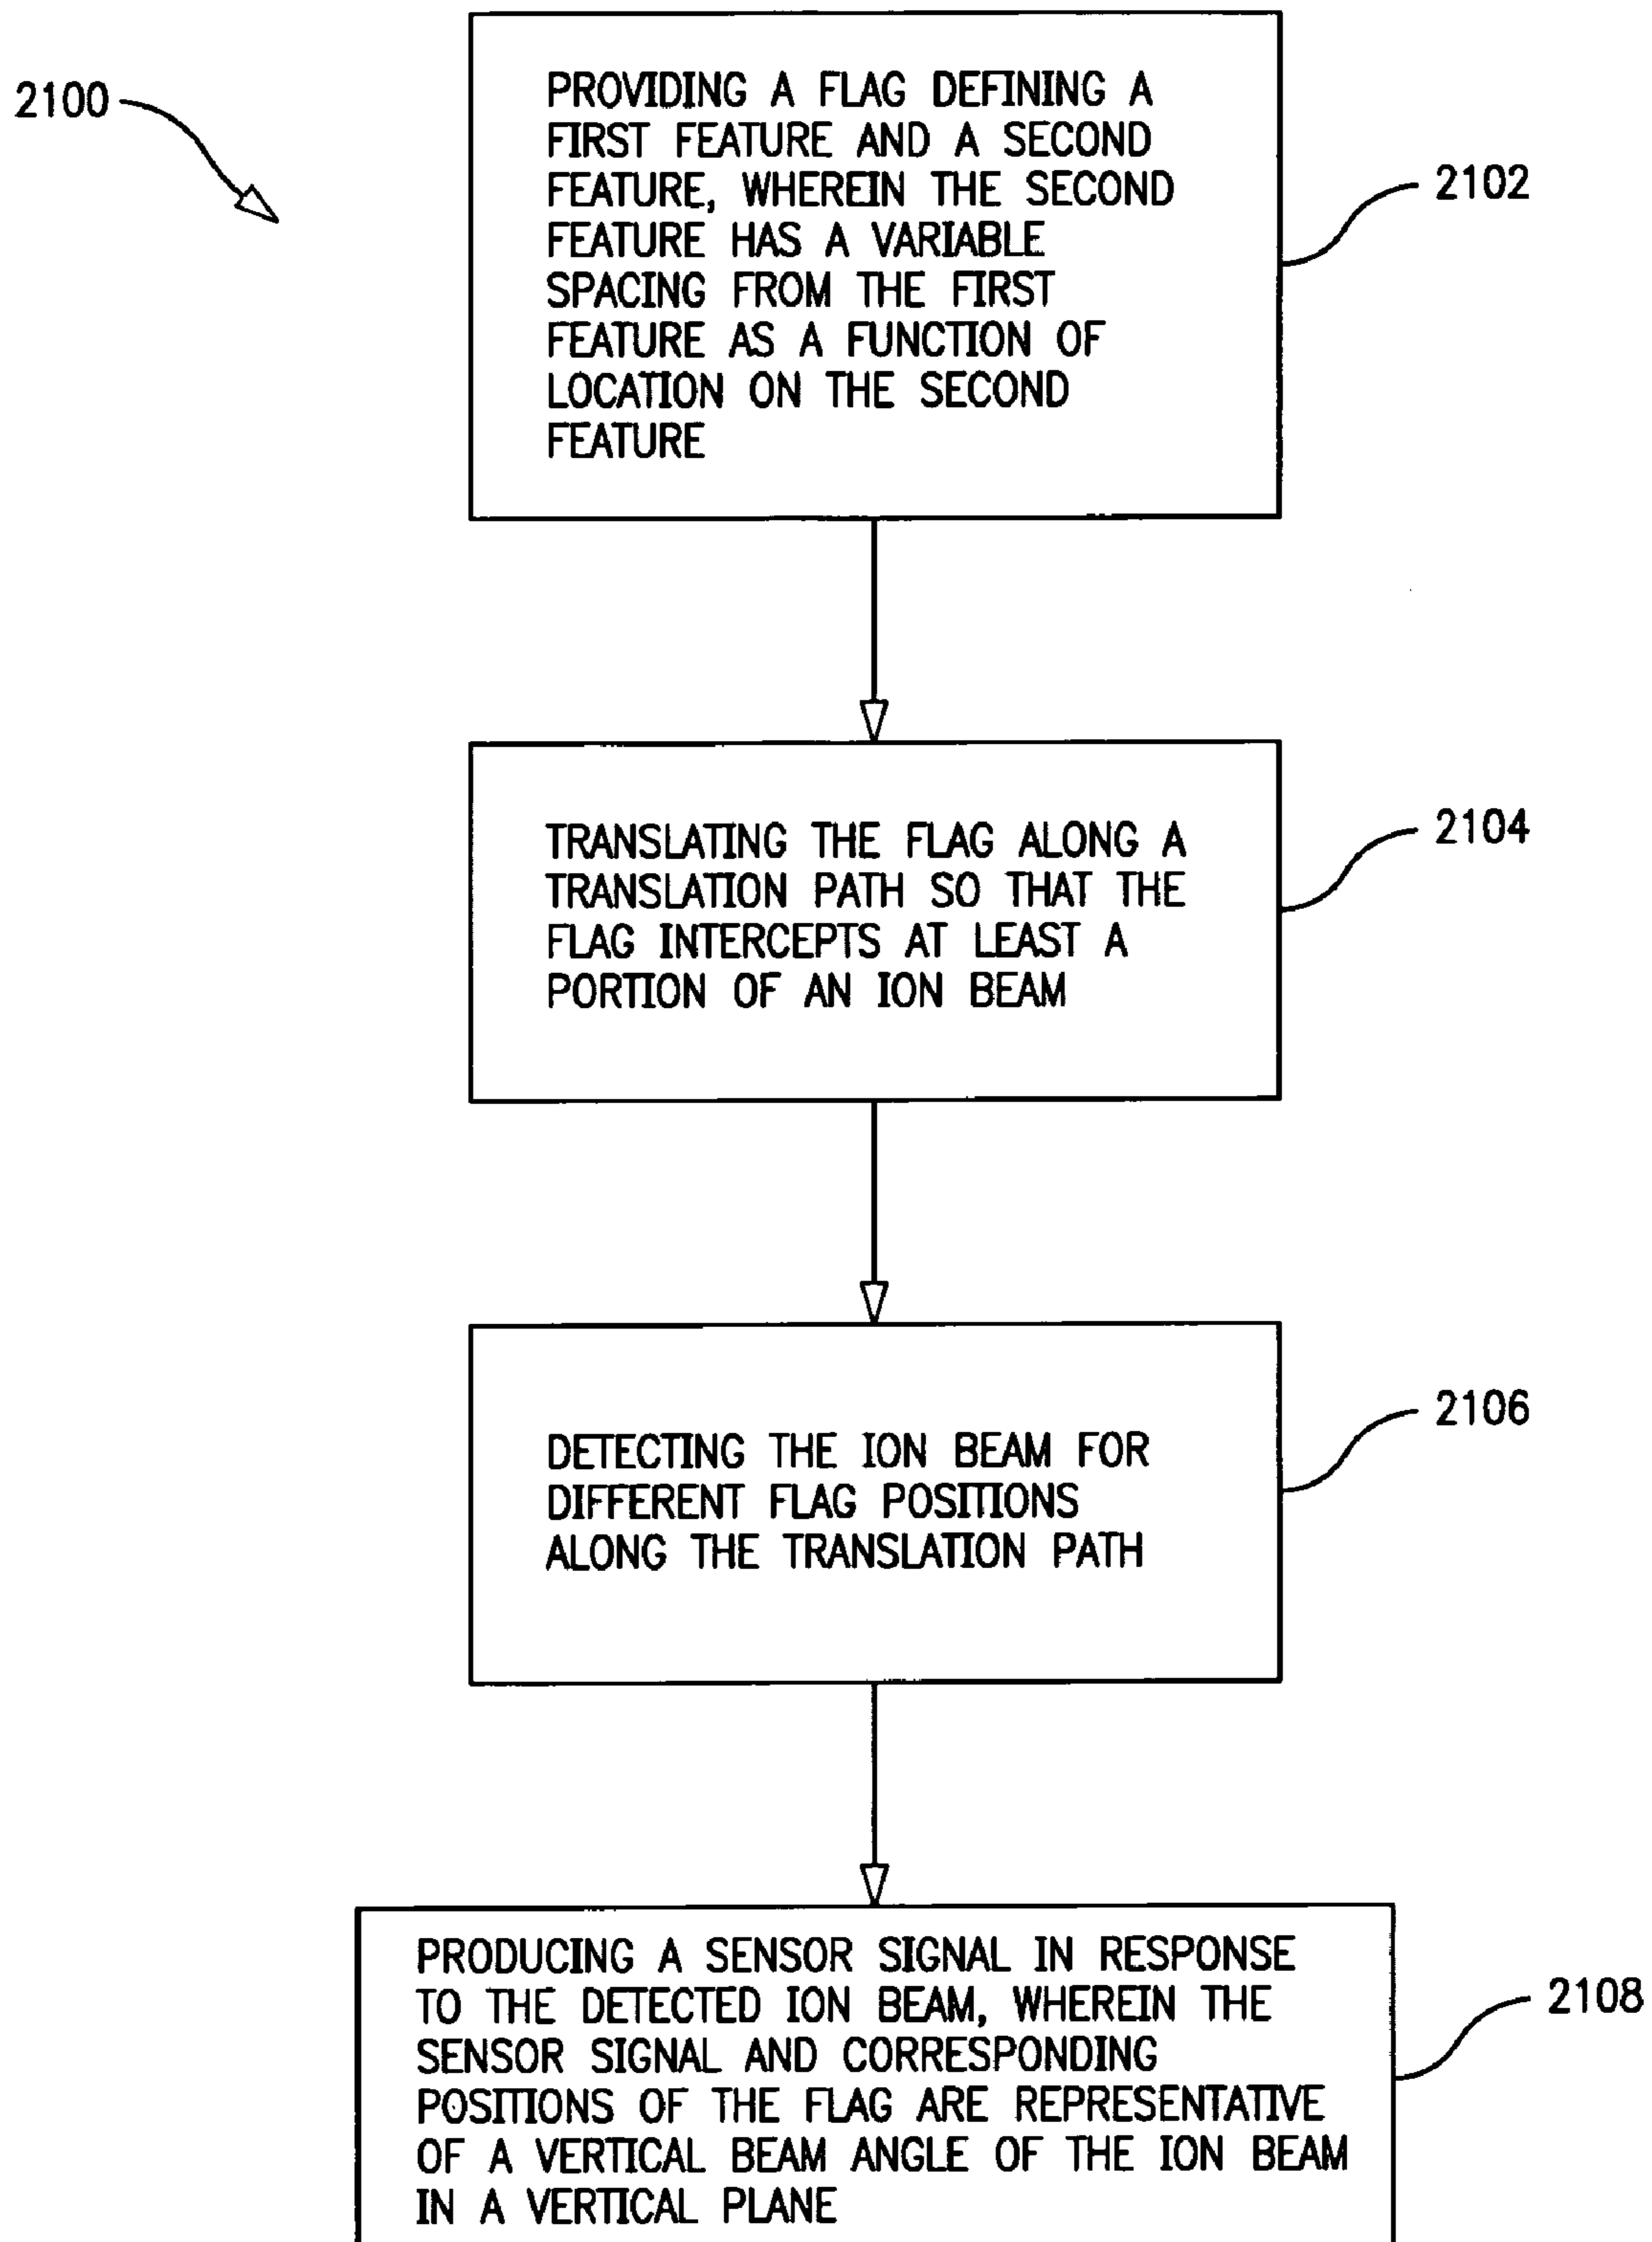 2100
PROVIDING A FLAG DEFINING A
FIRST FEATURE AND A SECOND
FEATURE, WHEREIN THE SECOND
FEATURE HAS A VARIABLE
SPACING FROM THE FIRST
FEATURE AS A FUNCTION OF
LOCATION ON THE SECOND
FEATURE
2102
TRANSLATING THE FLAG ALONG A
TRANSLATION PATH SO THAT THE
FLAG INTERCEPTS AT LEAST A
PORTION OF AN ION BEAM
2104
DETECTING THE ION BEAM FOR
DIFFERENT FLAG POSITIONS
ALONG THE TRANSLATION PATH
2106
PRODUCING A SENSOR SIGNAL IN RESPONSE
TO THE DETECTED ION BEAM, WHEREIN THE
SENSOR SIGNAL AND CORRESPONDING
POSITIONS OF THE FLAG ARE REPRESENTATIVE
OF A VERTICAL BEAM ANGLE OF THE ION BEAM
IN A VERTICAL PLANE
2108